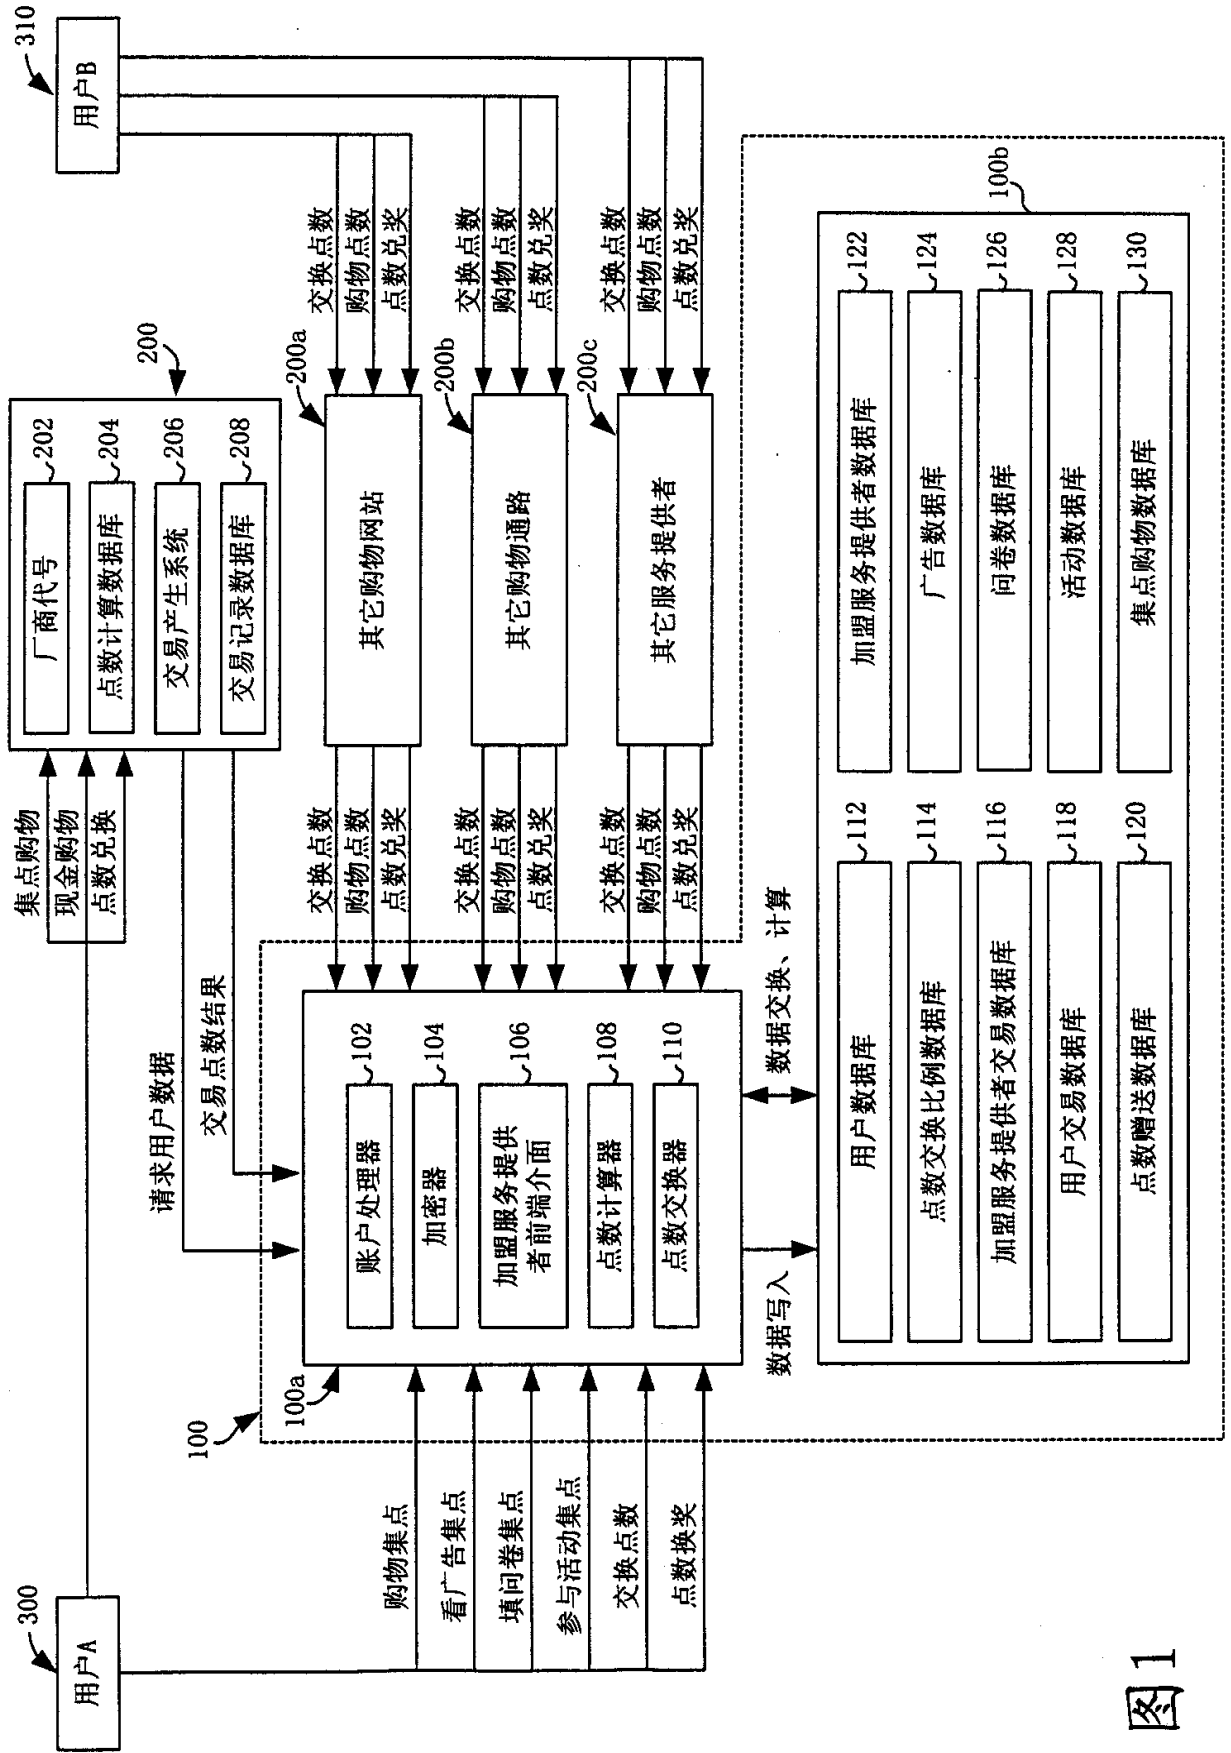 300
用户A
310
用户B
200
厂商代号
202
点数计算数据库
204
交易产生系统
206
交易记录数据库
208
集点购物
现金购物
点数兑换
请求用户数据
交易点数结果
100
100a
账户处理器
102
加密器
104
加盟服务提供
者前端介面
106
点数计算器
108
点数交换器
110
购物集点
看广告集点
填问卷集点
参与活动集点
交换点数
点数换奖
交换点数
购物点数
点数兑奖
交换点数
购物点数
点数兑奖
交换点数
购物点数
点数兑奖
200a
其它购物网站
200b
其它购物通路
200c
其它服务提供者
交换点数
购物点数
点数兑奖
交换点数
购物点数
点数兑奖
交换点数
购物点数
点数兑奖
数据写入
数据交换、计算
100b
用户数据库
112
点数交换比例数据库
114
加盟服务提供者交易数据库
116
用户交易数据库
118
点数赠送数据库
120
加盟服务提供者数据库
122
广告数据库
124
问卷数据库
126
活动数据库
128
集点购物数据库
130
图1